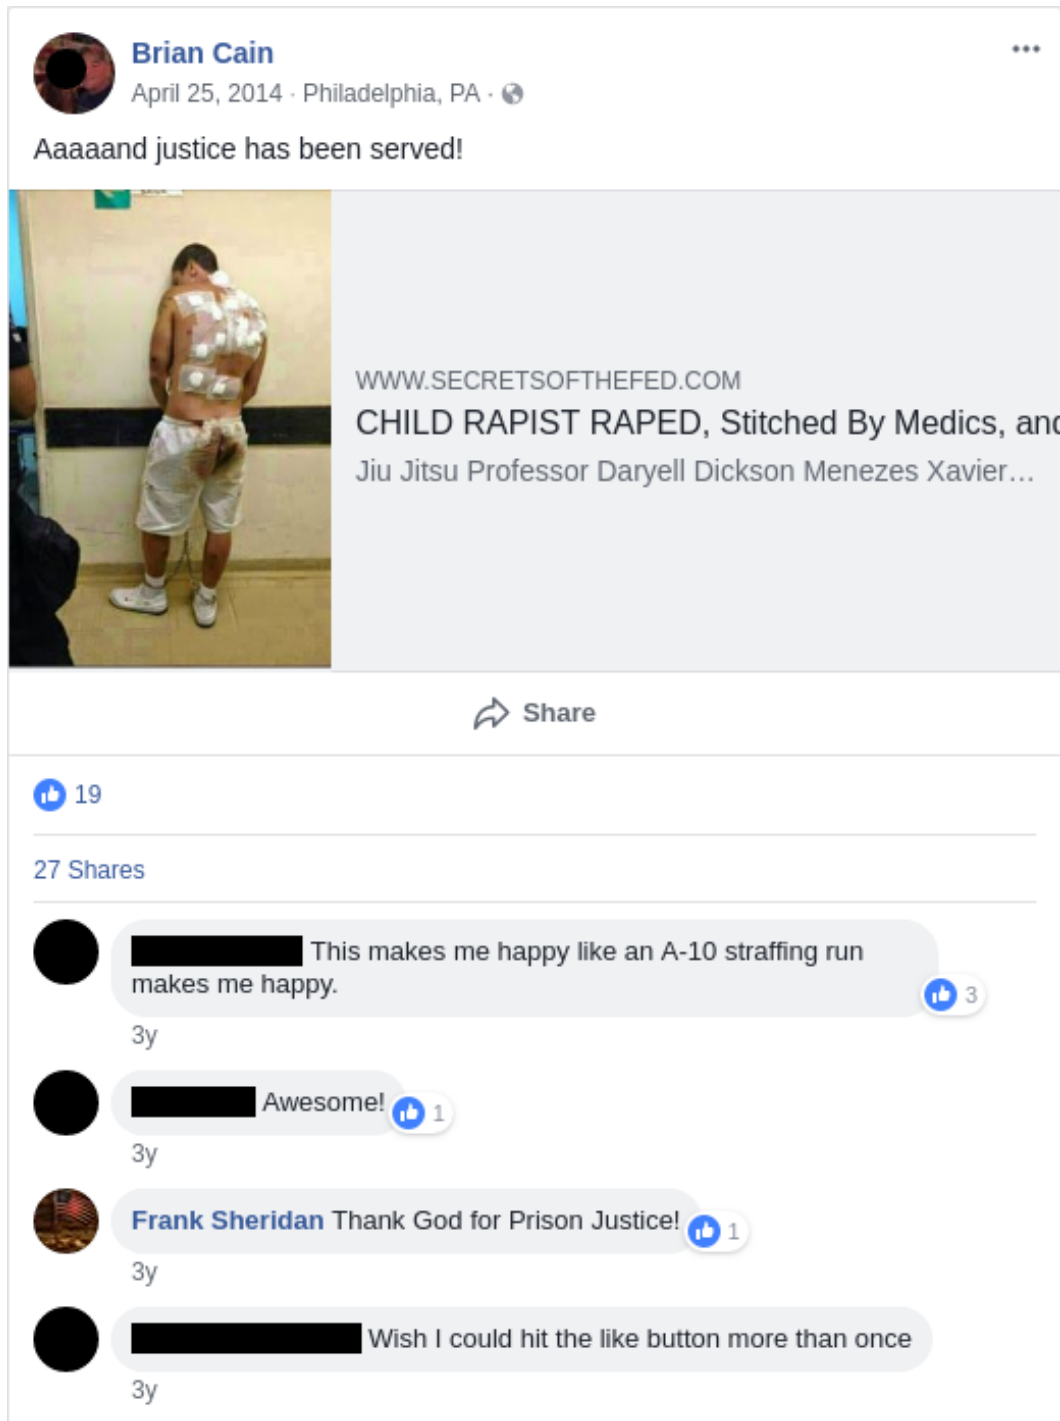 Brian Cain
April 25, 2014 · Philadelphia, PA ·
Aaaaand justice has been served!
WWW.SECRETSOFTHEFED.COM
CHILD RAPIST RAPED, Stitched By Medics, and
Jiu Jitsu Professor Daryell Dickson Menezes Xavier…
Share
19
27 Shares
This makes me happy like an A-10 straffing run
makes me happy.
3
3y
Awesome!
1
3y
Frank Sheridan Thank God for Prison Justice!
1
3y
Wish I could hit the like button more than once
3y